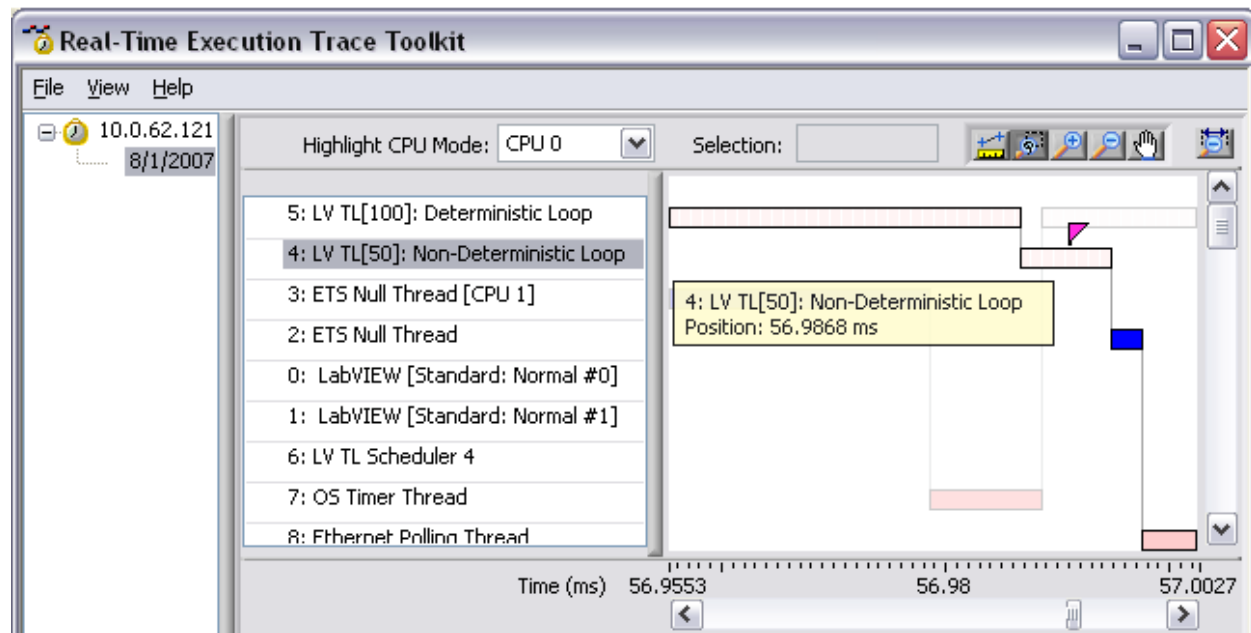 Real-Time Execution Trace Toolkit
File View Help
10.0.62.121
8/1/2007
Highlight CPU Mode: CPU 0 Selection:
5: LV TL[100]: Deterministic Loop
4: LV TL[50]: Non-Deterministic Loop
3: ETS Null Thread [CPU 1]
2: ETS Null Thread
0: LabVIEW [Standard: Normal #0]
1: LabVIEW [Standard: Normal #1]
6: LV TL Scheduler 4
7: OS Timer Thread
8: Ethernet Polling Thread
4: LV TL[50]: Non-Deterministic Loop
Position: 56.9868 ms
Time (ms) 56.9553 56.98 57.0027